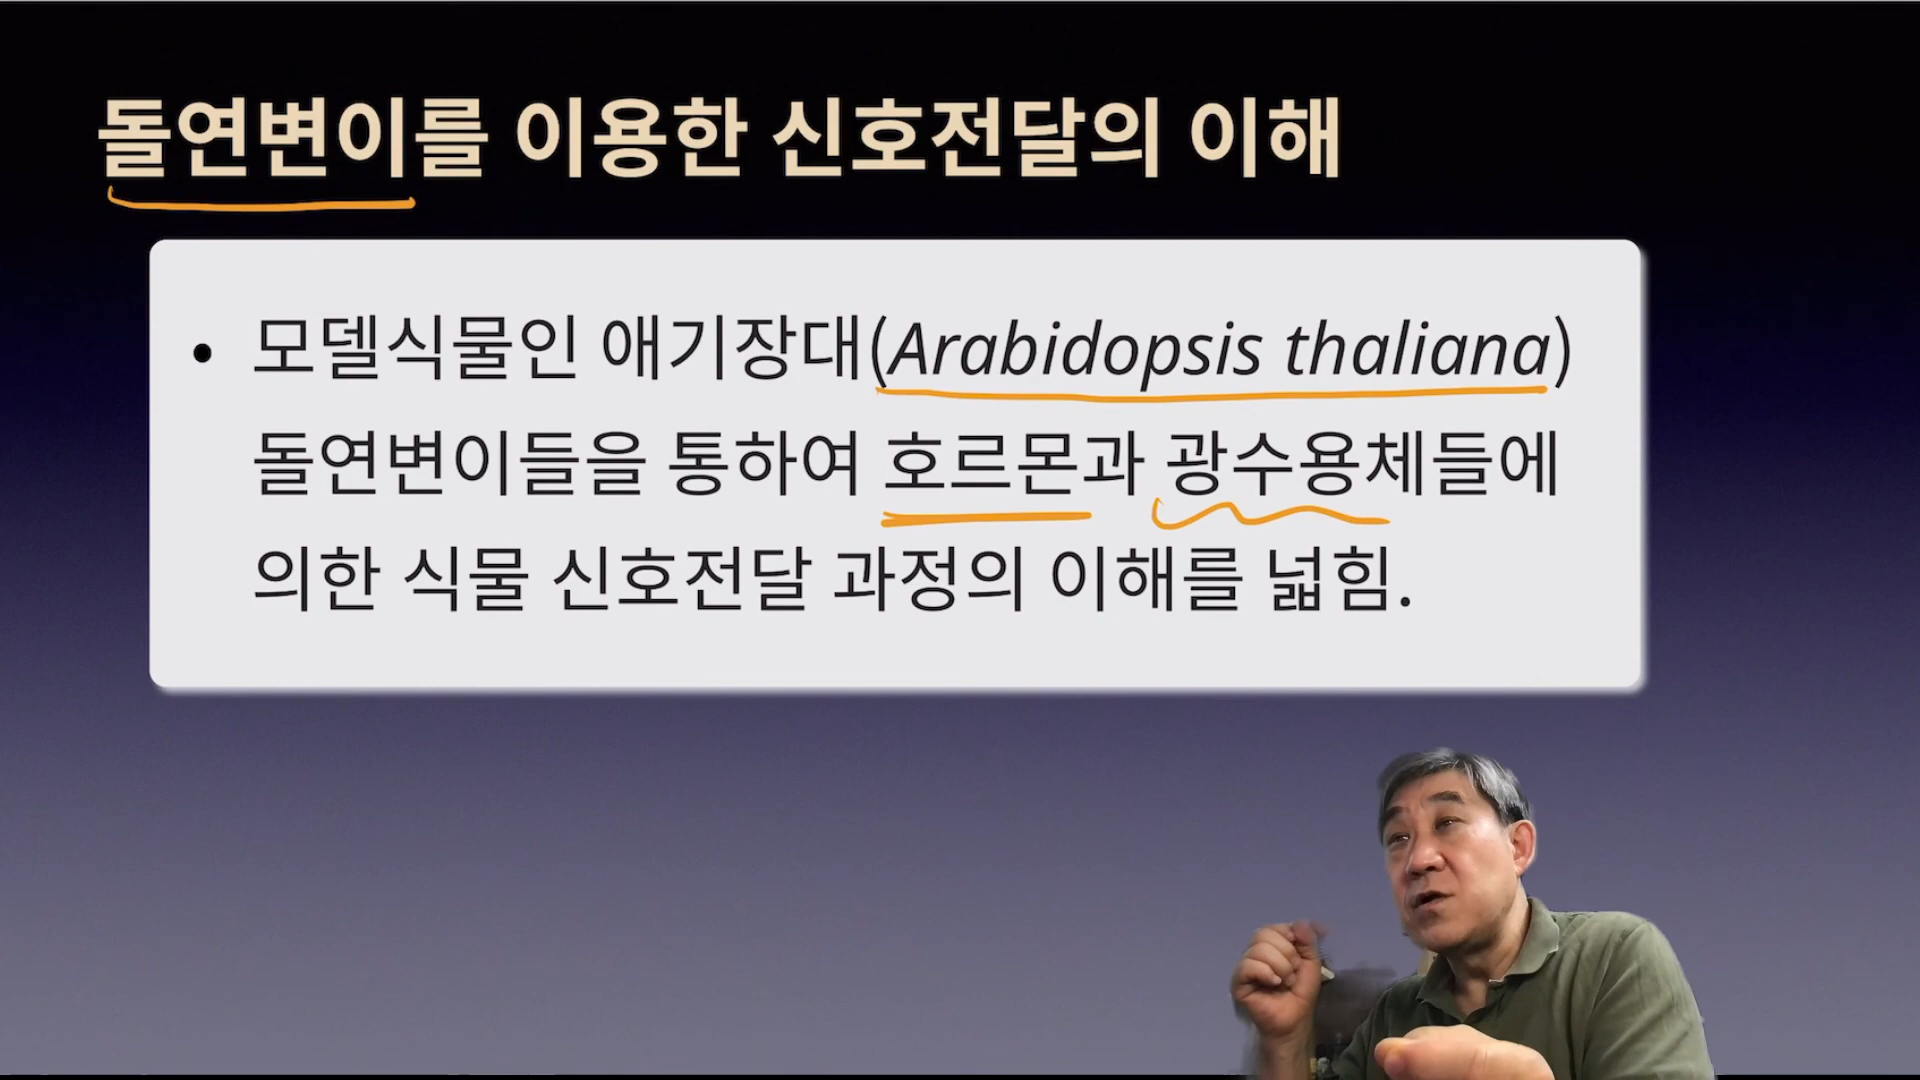 돌연변이를 이용한 신호전달의 이해
• 모델식물인 애기장대(Arabidopsis thaliana)
돌연변이들을 통하여 호르몬과 광수용체들에
의한 식물 신호전달 과정의 이해를 넓힘.